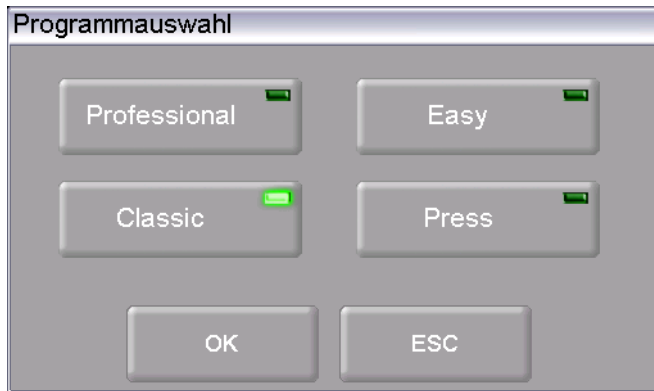 Programmauswahl
Professional
Easy
Classic
Press
OK
ESC